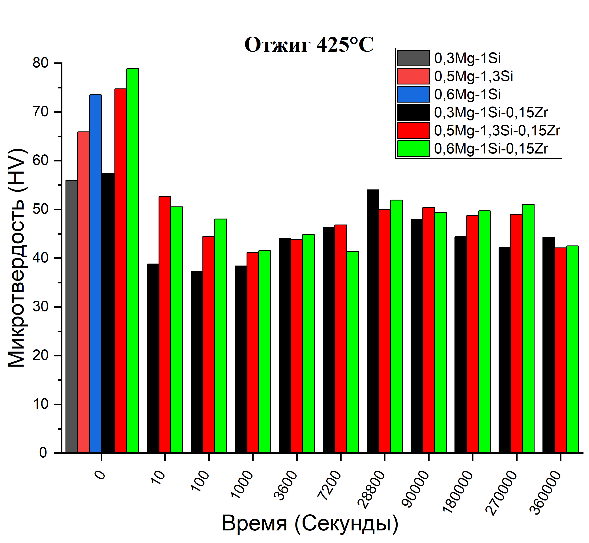 Отжиг 425°C
0,3Mg-1Si
0,5Mg-1,3Si
0,6Mg-1Si
0,3Mg-1Si-0,15Zr
0,5Mg-1,3Si-0,15Zr
0,6Mg-1Si-0,15Zr
Микротвердость (HV)
80
70
60
50
40
30
20
10
0
0 10 100 1000 3600 7200 28800 90000 180000 270000 360000
Время (Секунды)